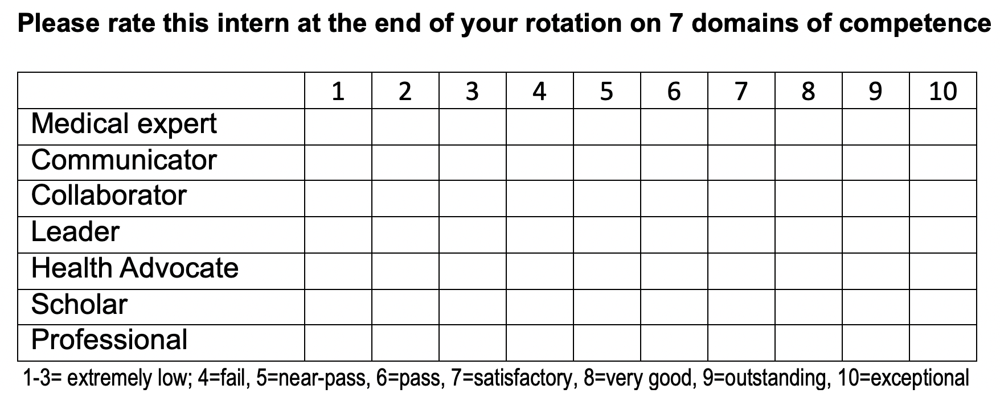 Please rate this intern at the end of your rotation on 7 domains of competence
1 2 3 4 5 6 7 8 9 10
Medical expert
Communicator
Collaborator
Leader
Health Advocate
Scholar
Professional
1-3= extremely low; 4=fail, 5=near-pass, 6=pass, 7=satisfactory, 8=very good, 9=outstanding, 10=exceptional